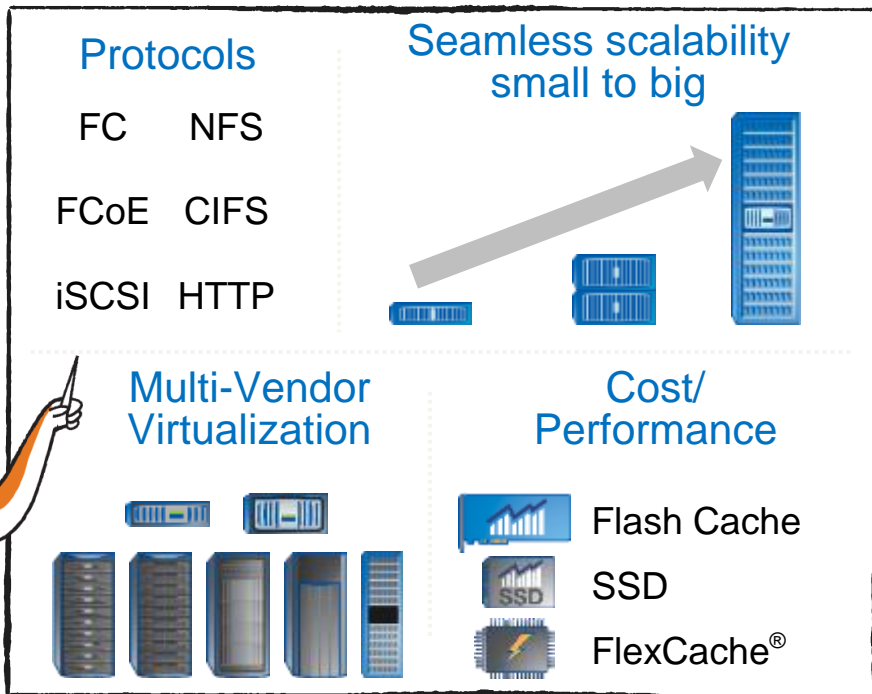 Protocols
FC NFS
FCoE CIFS
iSCSI HTTP
Seamless scalability
small to big
Multi-Vendor
Virtualization
Cost/
Performance
Flash Cache
SSD
SSD
FlexCache®